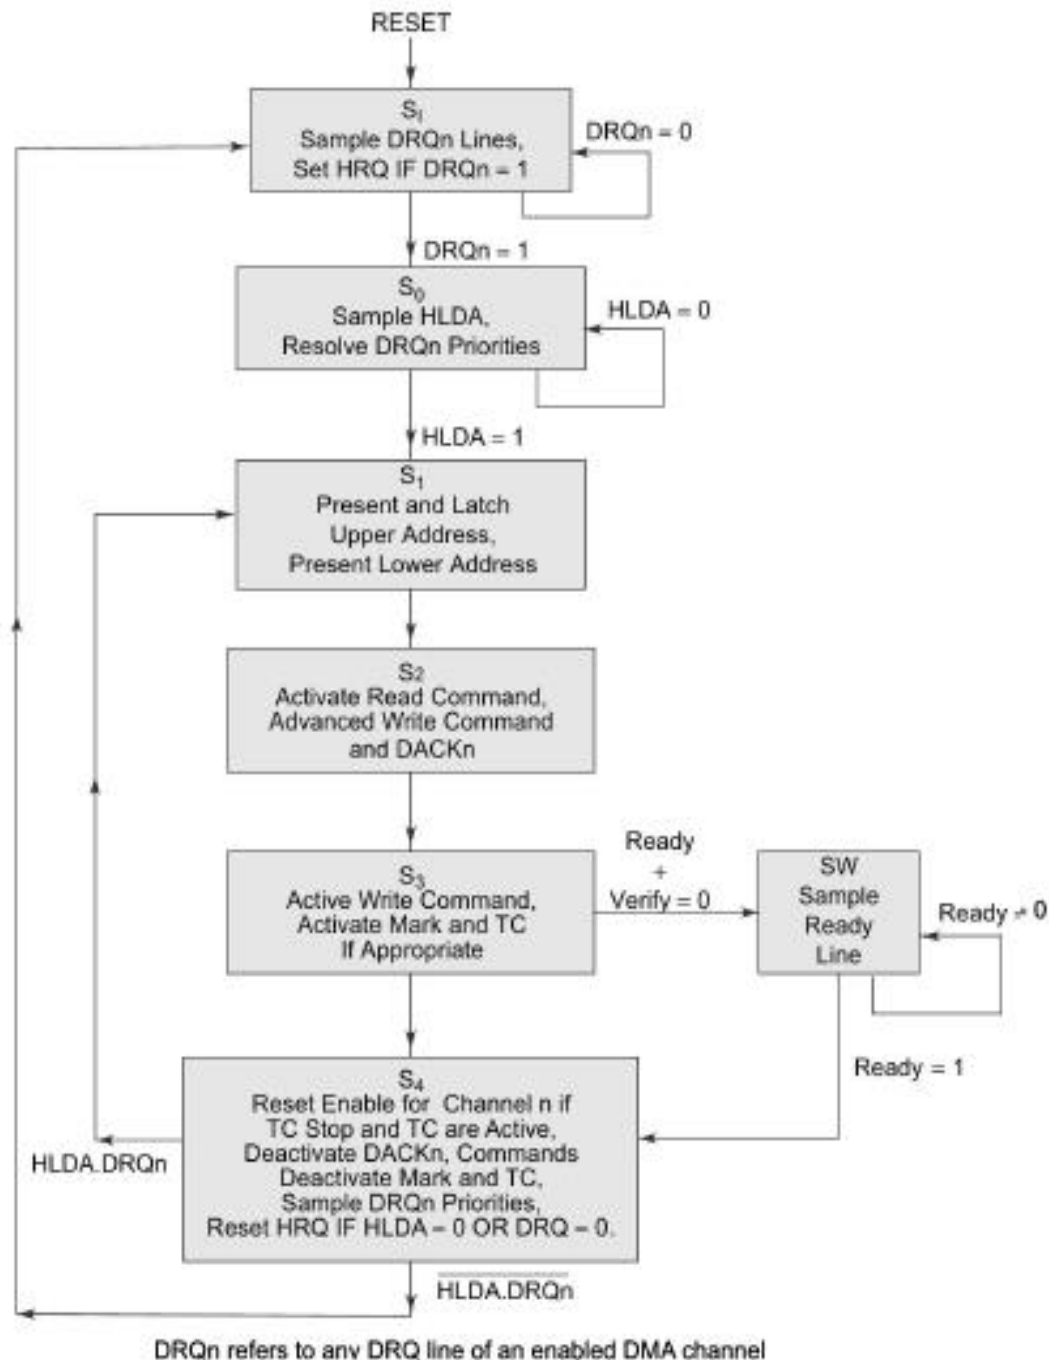 RESET
S_I
Sample DRQn Lines,
Set HRQ IF DRQn = 1
DRQn = 0
DRQn = 1
S_0
Sample HLDA,
Resolve DRQn Priorities
HLDA = 0
HLDA = 1
S_1
Present and Latch
Upper Address,
Present Lower Address
S2
Activate Read Command,
Advanced Write Command
and DACKn
S_3
Active Write Command,
Activate Mark and TC
If Appropriate
Ready
+
Verify = 0
SW
Sample
Ready
Line
Ready ≠ 0
Ready = 1
S_4
Reset Enable for Channel n if
TC Stop and TC are Active,
Deactivate DACKn, Commands
Deactivate Mark and TC,
Sample DRQn Priorities,
Reset HRQ IF HLDA = 0 OR DRQ = 0.
HLDA.DRQn
HLDA.DRQn
DRQn refers to any DRQ line of an enabled DMA channel